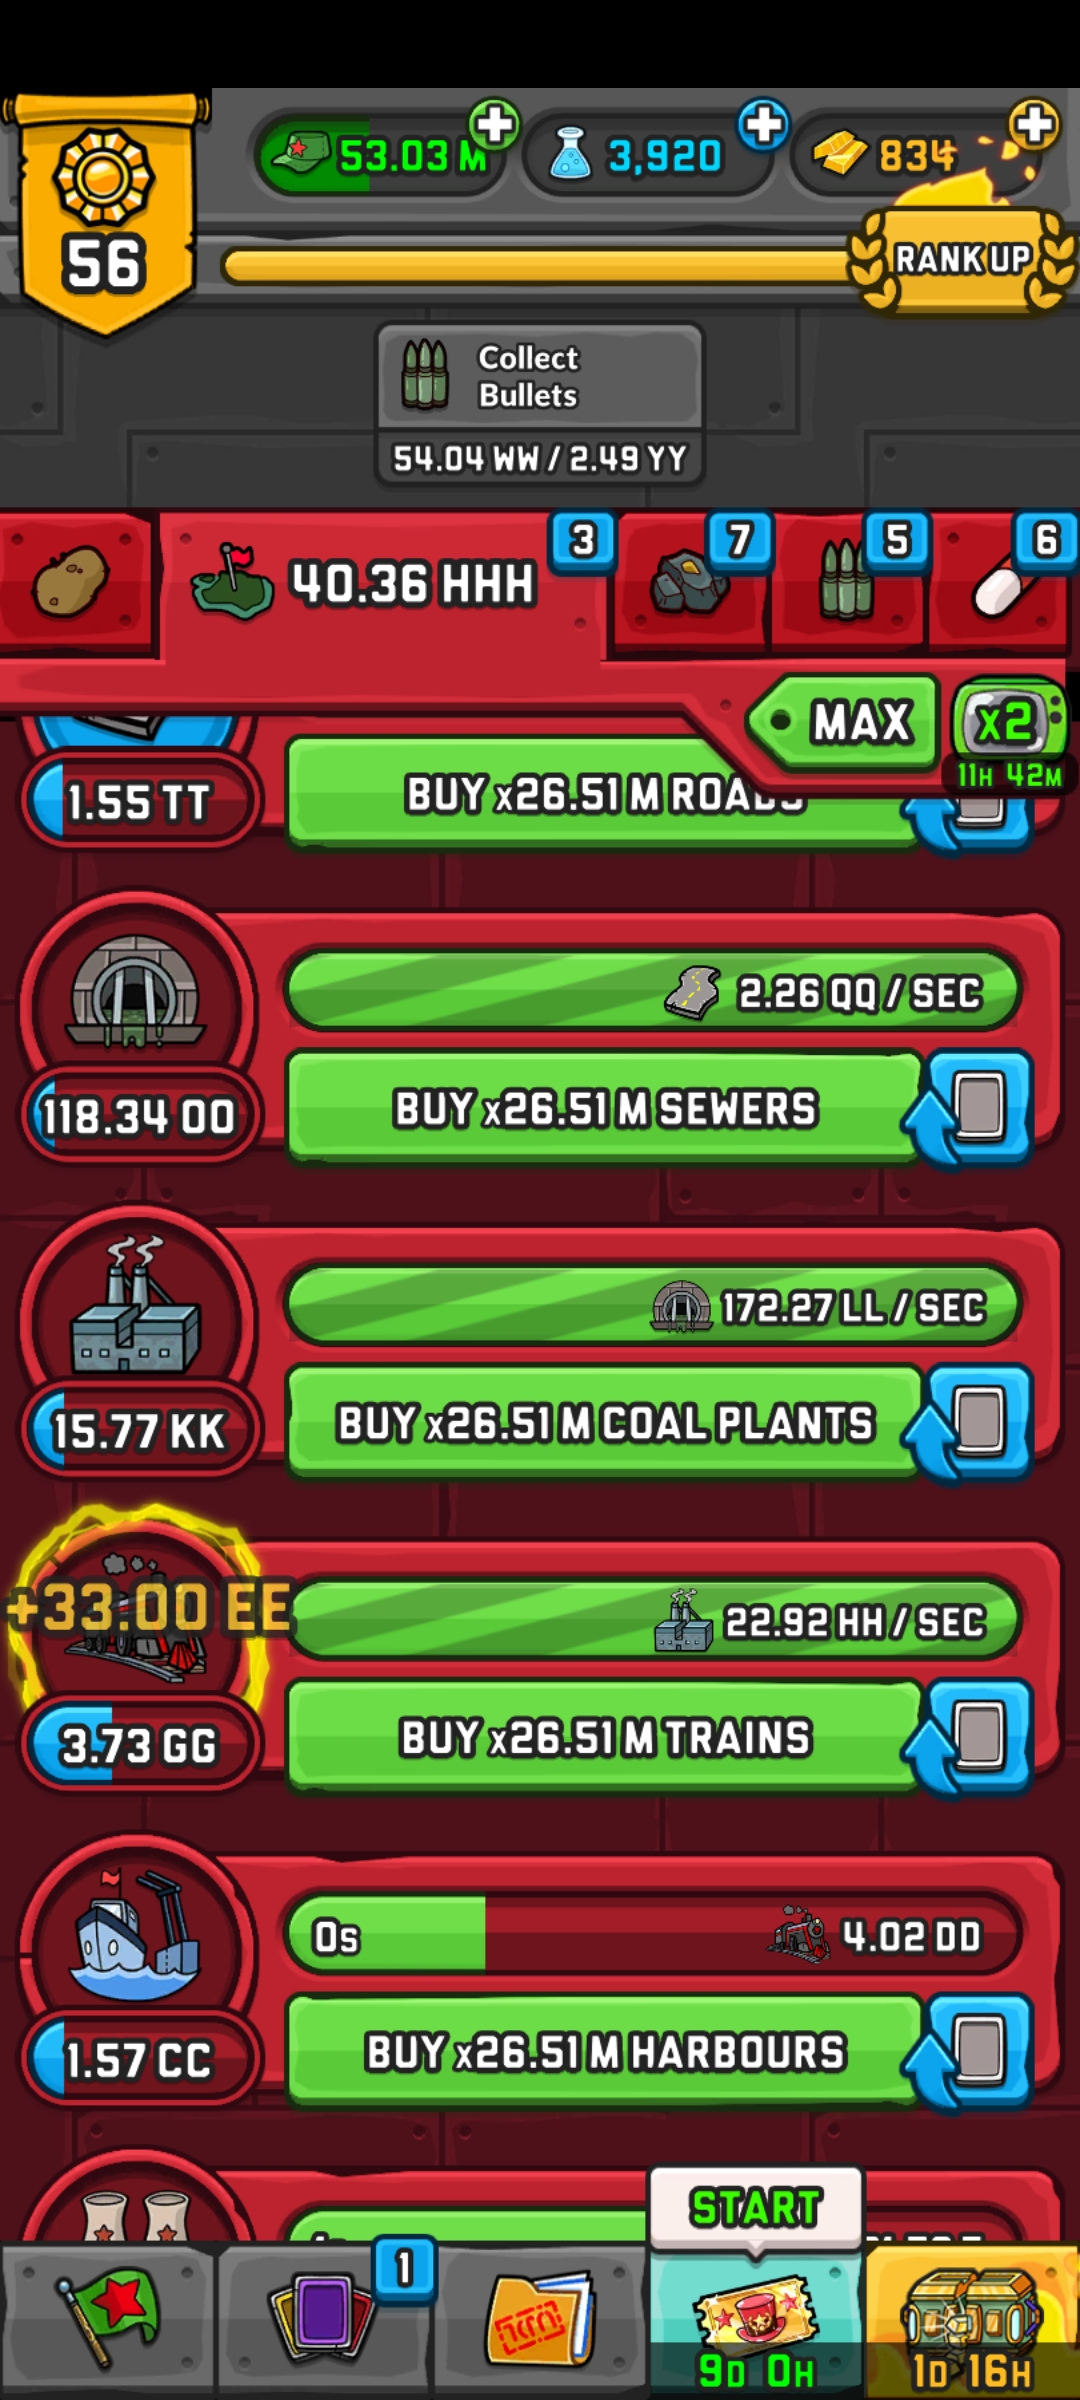 56
53.03 M
3,920
834
RANK UP
Collect
Bullets
54.04 WW / 2.49 YY
40.36 HHH
3
7
5
6
MAX
x2
11H 42M
1.55 TT
BUY x26.51 M ROADS
2.26 QQ / SEC
118.34 OO
BUY x26.51 M SEWERS
172.27 LL / SEC
15.77 KK
BUY x26.51 M COAL PLANTS
+33.00 EE
22.92 HH / SEC
3.73 GG
BUY x26.51 M TRAINS
0s
4.02 DD
1.57 CC
BUY x26.51 M HARBOURS
START
1
9D 0H
1D 16H